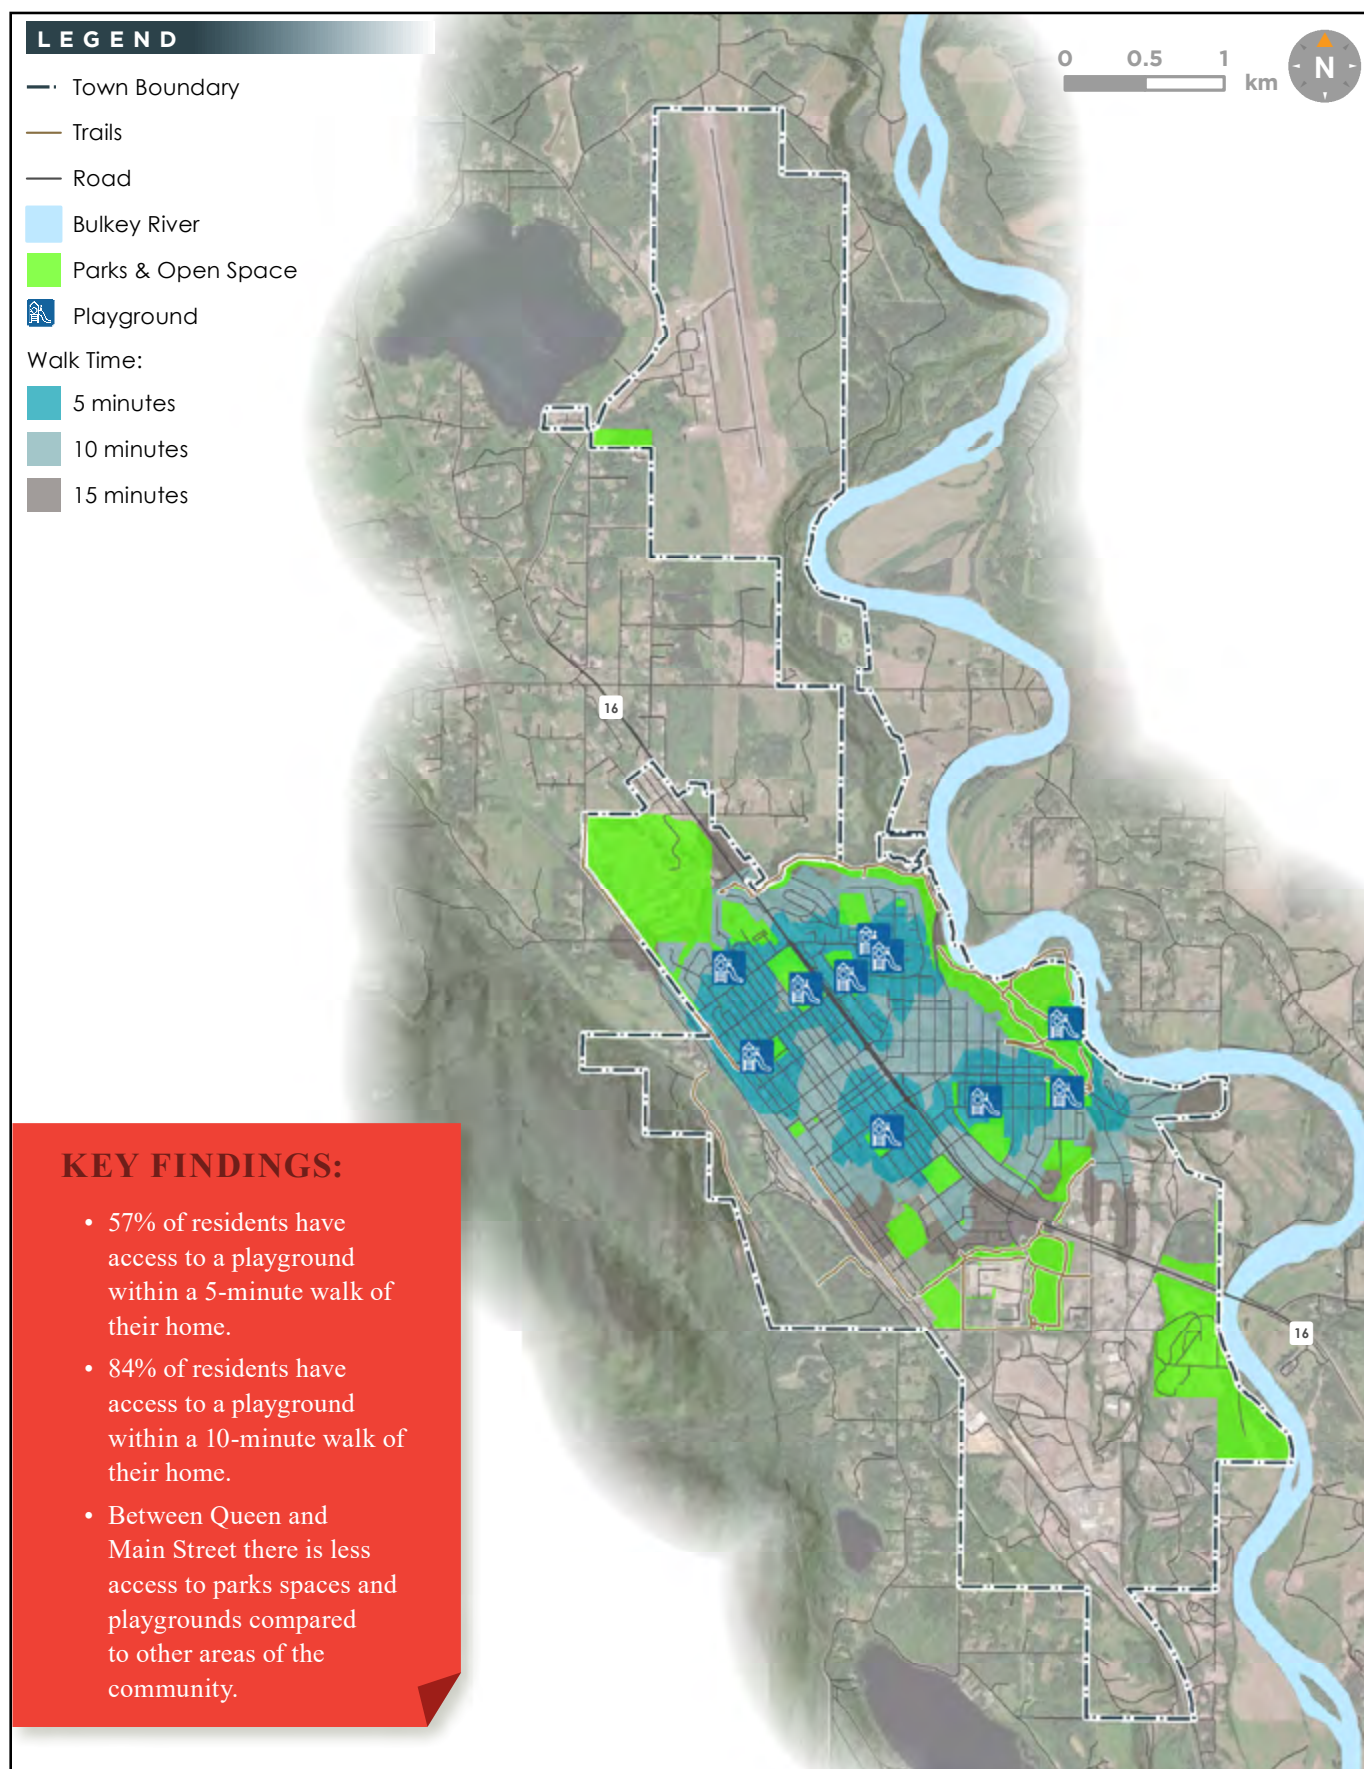 LEGEND
Town Boundary
Trails
Road
Bulkey River
Parks & Open Space
Playground
Walk Time:
5 minutes
10 minutes
15 minutes
0 0.5 1
km
N
16
16
KEY FINDINGS:
• 57% of residents have
access to a playground
within a 5-minute walk of
their home.
• 84% of residents have
access to a playground
within a 10-minute walk of
their home.
• Between Queen and
Main Street there is less
access to parks spaces and
playgrounds compared
to other areas of the
community.